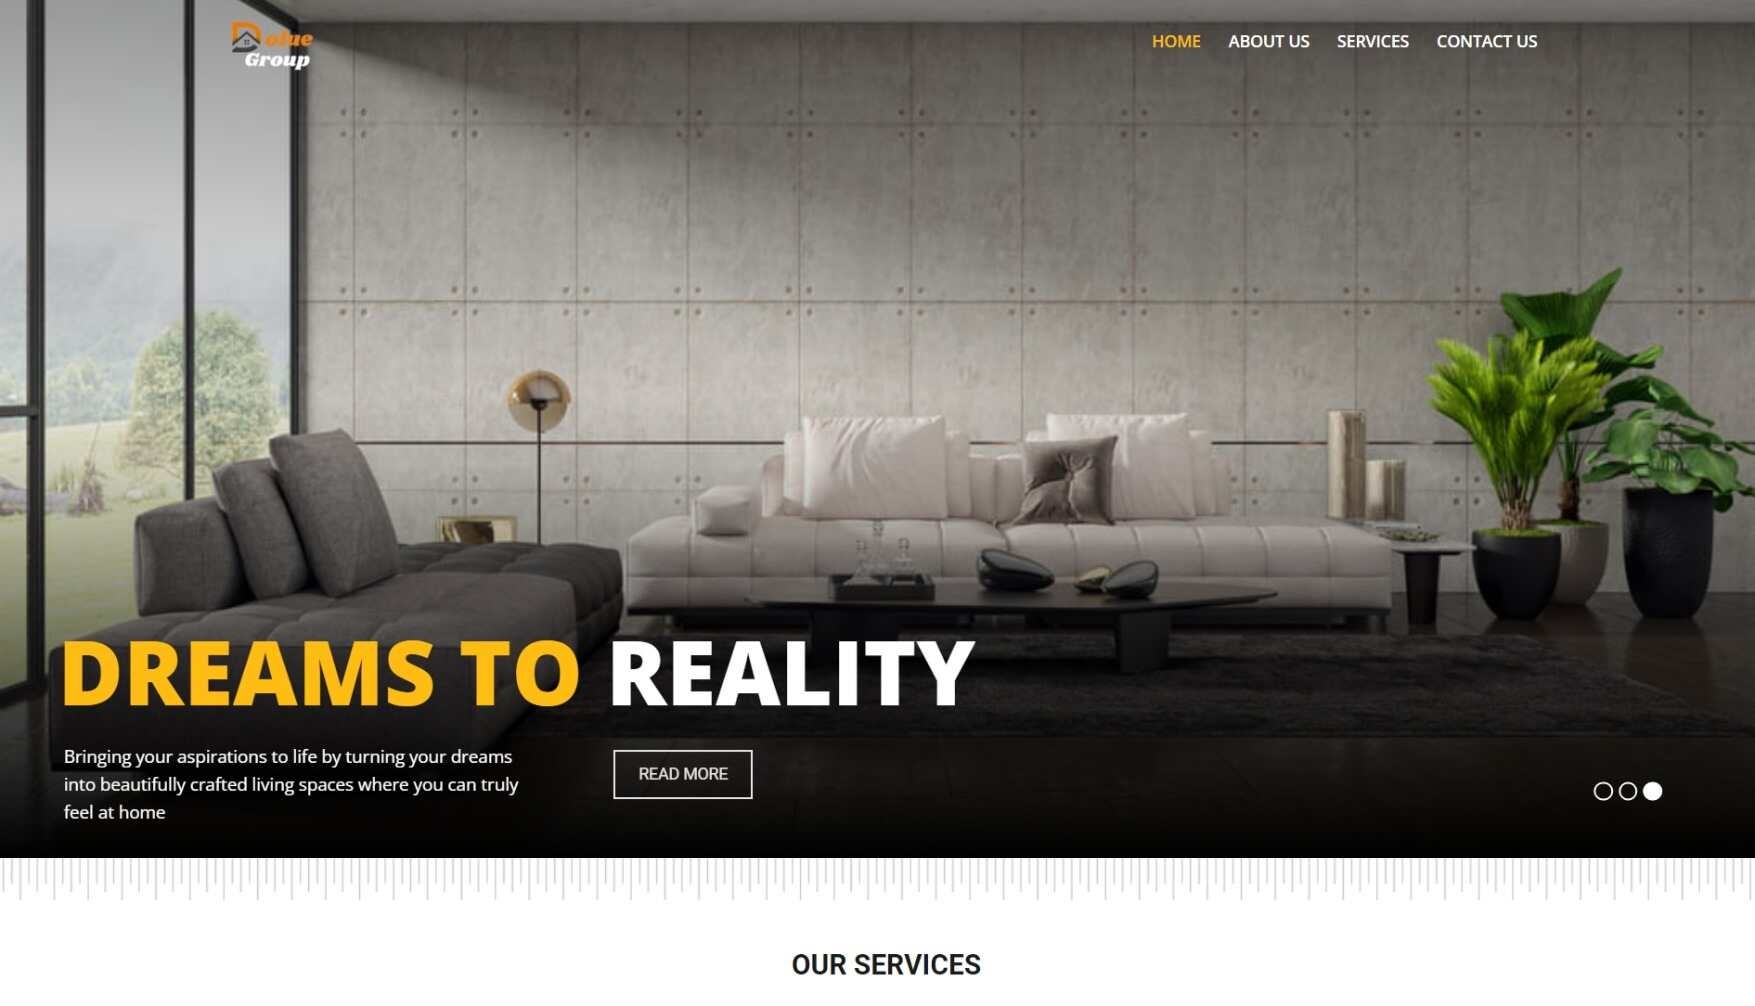 Dolue
Group
HOME
ABOUT US
SERVICES
CONTACT US
DREAMS TO REALITY
Bringing your aspirations to life by turning your dreams
into beautifully crafted living spaces where you can truly
feel at home
READ MORE
OUR SERVICES